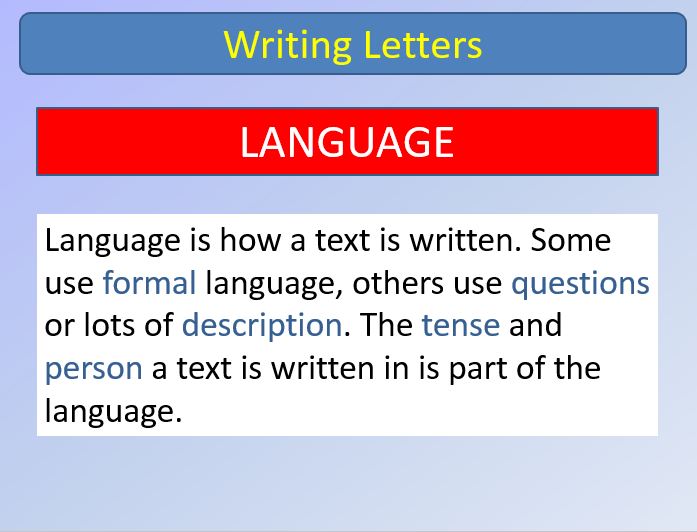 Writing Letters
LANGUAGE
Language is how a text is written. Some
use formal language, others use questions
or lots of description. The tense and
person a text is written in is part of the
language.